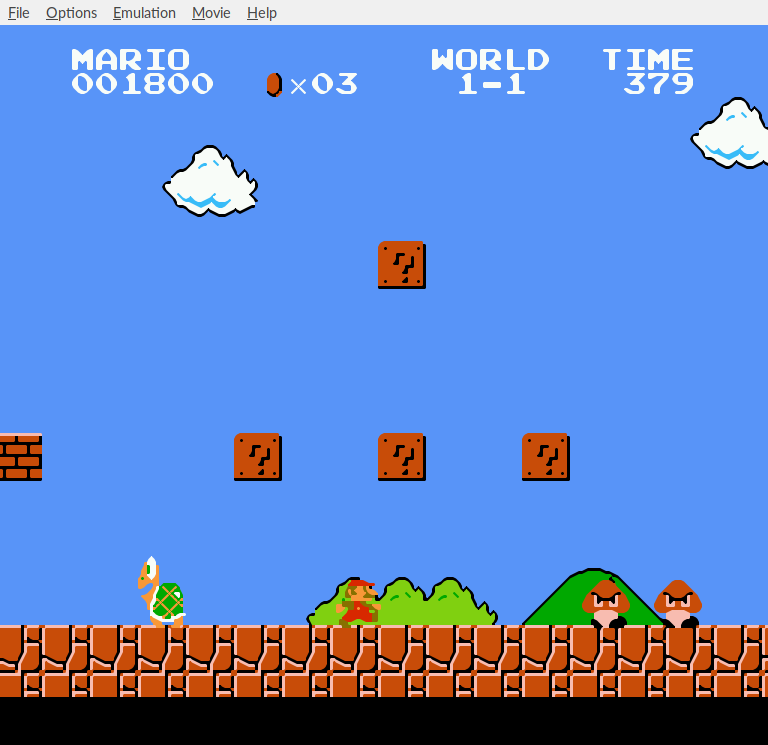 File Options Emulation Movie Help
MARIO WORLD TIME
001800 ×03 1-1 379
?
? ? ?